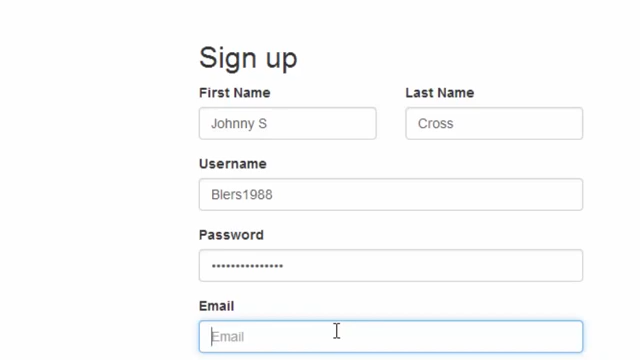 Sign up
First Name Last Name
Johnny S Cross
Username
Blers1988
Password
•••••••••••••••
Email
Email